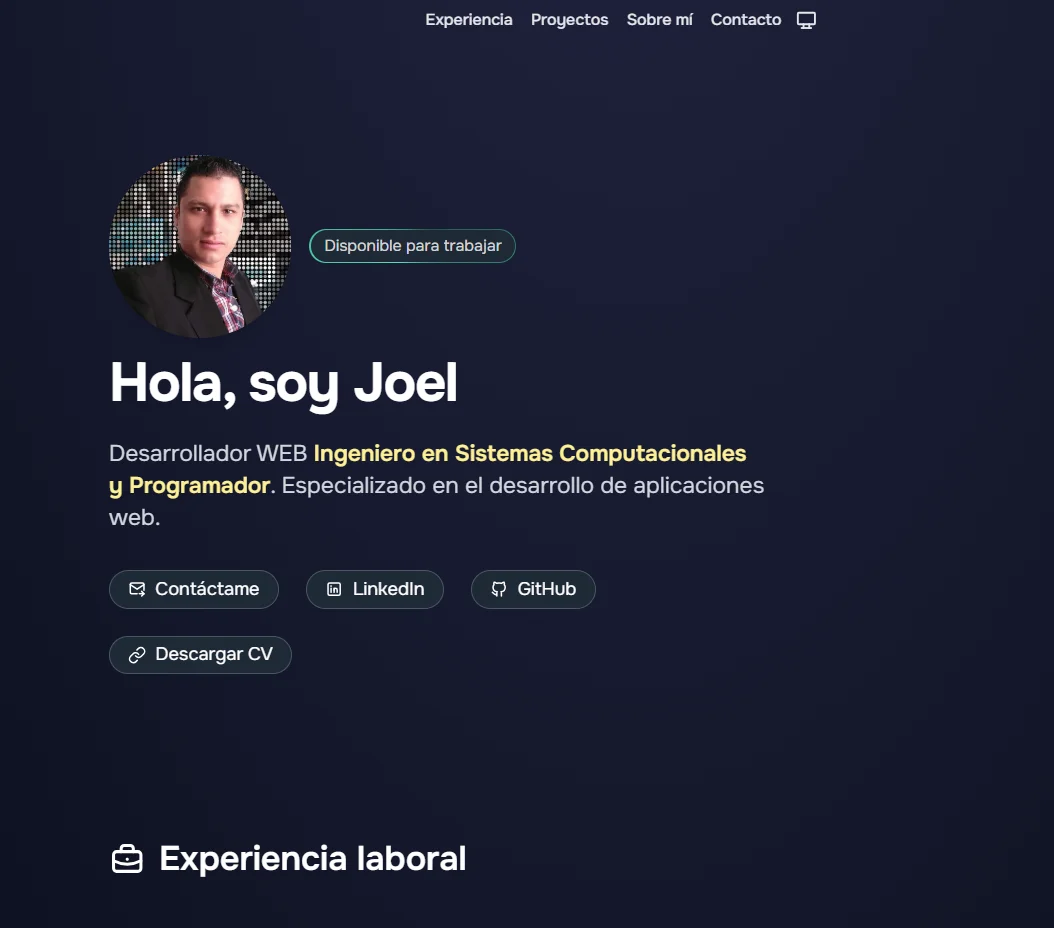 Experiencia Proyectos Sobre mí Contacto
Disponible para trabajar
Hola, soy Joel
Desarrollador WEB Ingeniero en Sistemas Computacionales
y Programador. Especializado en el desarrollo de aplicaciones
web.
Contáctame LinkedIn GitHub
Descargar CV
Experiencia laboral